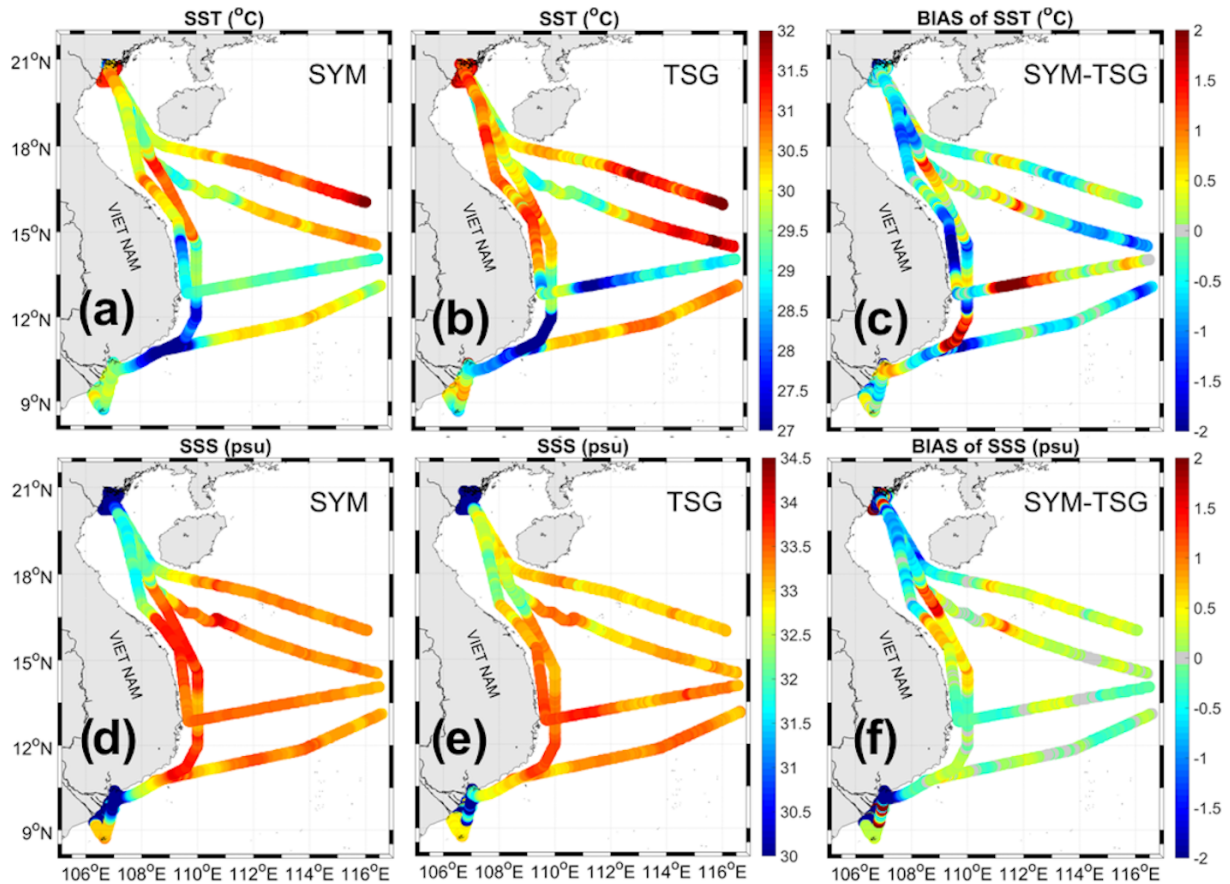 SST (°C)
SST (°C)
BIAS of SST (°C)
SYM
TSG
SYM-TSG
21°N
18°N
15°N
12°N
9°N
VIET NAM
VIET NAM
VIET NAM
(a)
(b)
(c)
32
31.5
31
30.5
30
29.5
29
28.5
28
27.5
27
2
1.5
1
0.5
0
-0.5
-1
-1.5
-2
SSS (psu)
SSS (psu)
BIAS of SSS (psu)
SYM
TSG
SYM-TSG
21°N
18°N
15°N
12°N
9°N
VIET NAM
VIET NAM
VIET NAM
(d)
(e)
(f)
34.5
34
33.5
33
32.5
32
31.5
31
30.5
30
2
1.5
1
0.5
0
-0.5
-1
-1.5
-2
106°E 108°E 110°E 112°E 114°E 116°E
106°E 108°E 110°E 112°E 114°E 116°E
106°E 108°E 110°E 112°E 114°E 116°E